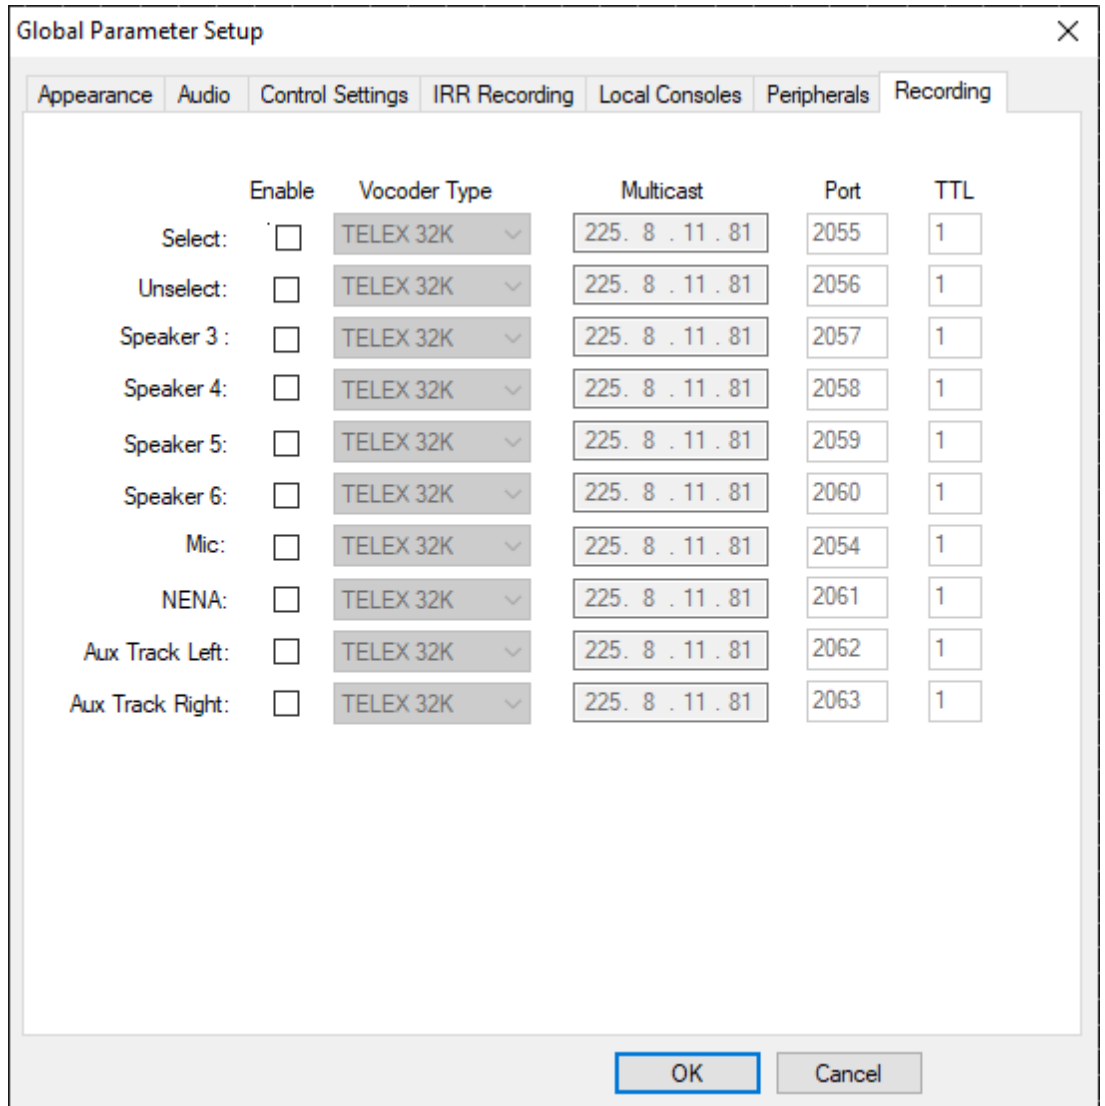 Global Parameter Setup
Appearance Audio Control Settings IRR Recording Local Consoles Peripherals Recording
Enable Vocoder Type Multicast Port TTL
Select: TELEX 32K 225. 8 . 11 . 81 2055 1
Unselect: TELEX 32K 225. 8 . 11 . 81 2056 1
Speaker 3 : TELEX 32K 225. 8 . 11 . 81 2057 1
Speaker 4: TELEX 32K 225. 8 . 11 . 81 2058 1
Speaker 5: TELEX 32K 225. 8 . 11 . 81 2059 1
Speaker 6: TELEX 32K 225. 8 . 11 . 81 2060 1
Mic: TELEX 32K 225. 8 . 11 . 81 2054 1
NENA: TELEX 32K 225. 8 . 11 . 81 2061 1
Aux Track Left: TELEX 32K 225. 8 . 11 . 81 2062 1
Aux Track Right: TELEX 32K 225. 8 . 11 . 81 2063 1
OK Cancel